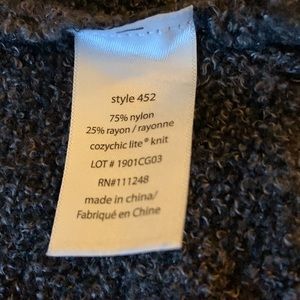 style 452
75% nylon
25% rayon / rayonne
cozychic lite® knit
LOT # 1901CG03
RN#111248
made in china/
Fabriqué en Chine